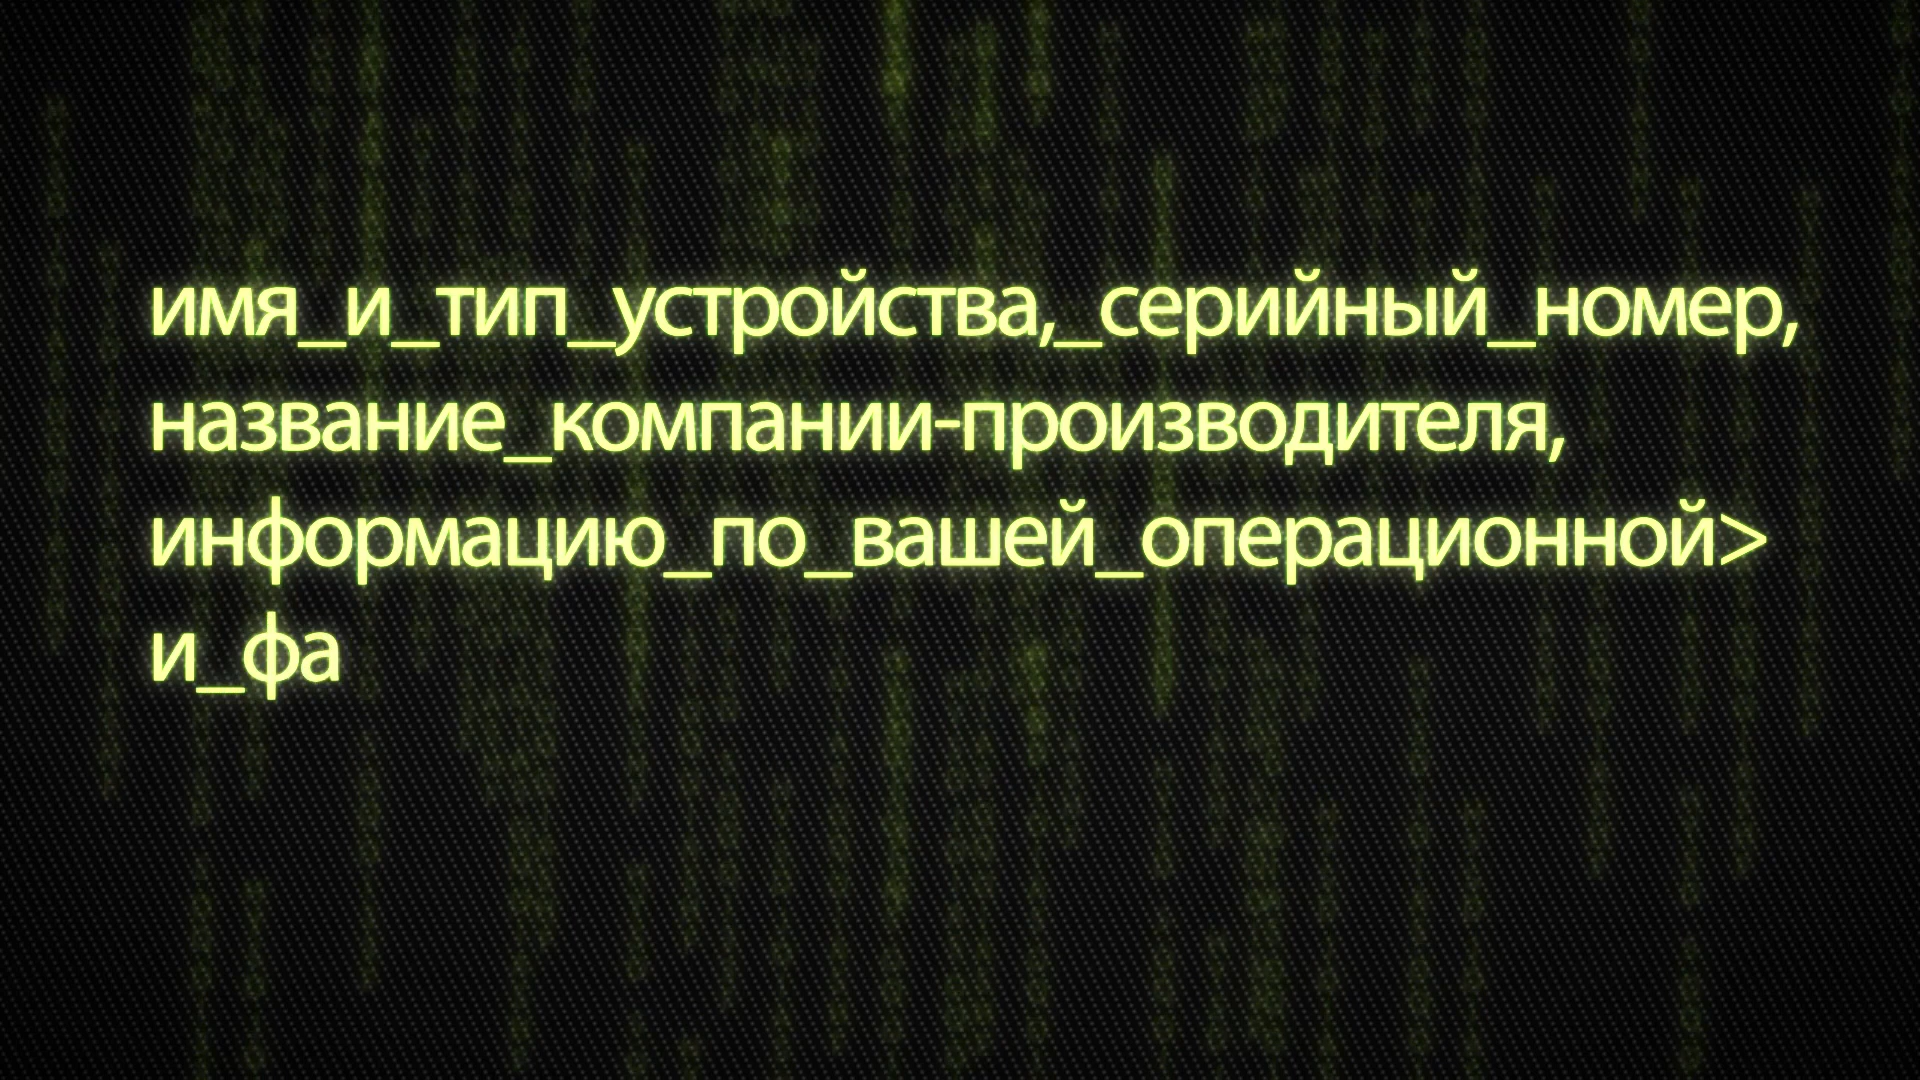 имя_и_тип_устройства,_серийный_номер,
название_компании-производителя,
информацию_по_вашей_операционной>
и_фа